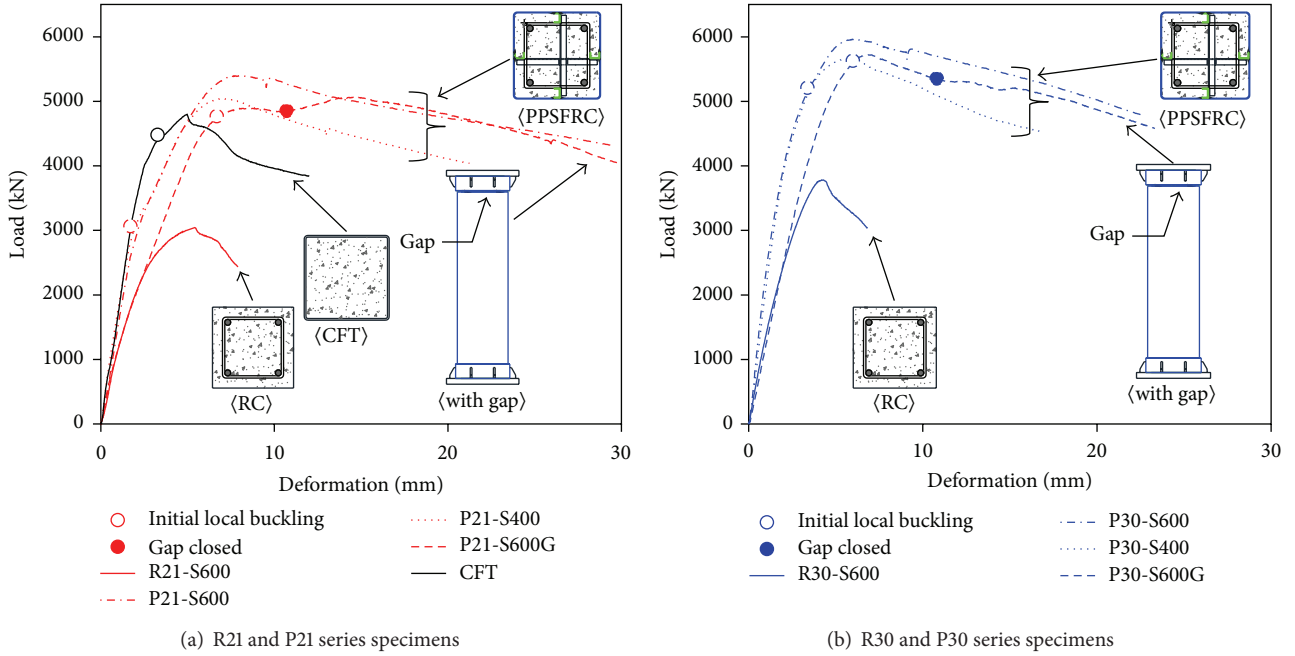 6000
5000
4000
3000
2000
1000
0
Load (kN)
0
10
20
30
Deformation (mm)
⟨PPSFRC⟩
Gap
⟨CFT⟩
⟨RC⟩
⟨with gap⟩
Initial local buckling
Gap closed
R21-S600
P21-S600
P21-S400
P21-S600G
CFT
(a) R21 and P21 series specimens
6000
5000
4000
3000
2000
1000
0
Load (kN)
0
10
20
30
Deformation (mm)
⟨PPSFRC⟩
Gap
⟨RC⟩
⟨with gap⟩
Initial local buckling
Gap closed
R30-S600
P30-S600
P30-S400
P30-S600G
(b) R30 and P30 series specimens